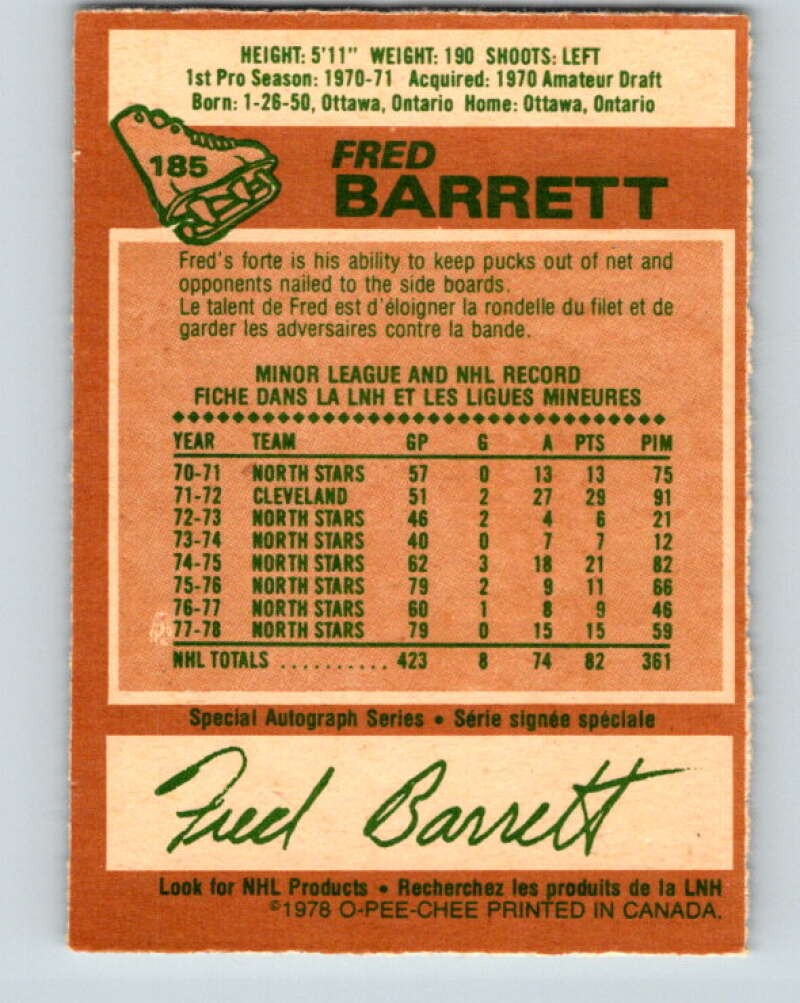 HEIGHT: 5'11" WEIGHT: 190 SHOOTS: LEFT
1st Pro Season: 1970-71 Acquired: 1970 Amateur Draft
Born: 1-26-50, Ottawa, Ontario Home: Ottawa, Ontario
185
FRED
BARRETT
Fred's forte is his ability to keep pucks out of net and
opponents nailed to the side boards.
Le talent de Fred est d'éloigner la rondelle du filet et de
garder les adversaires contre la bande.
MINOR LEAGUE AND NHL RECORD
FICHE DANS LA LNH ET LES LIGUES MINEURES
YEAR TEAM GP G A PTS PIM
70-71 NORTH STARS 57 0 13 13 75
71-72 CLEVELAND 51 2 27 29 91
72-73 NORTH STARS 46 2 4 6 21
73-74 NORTH STARS 40 0 7 7 12
74-75 NORTH STARS 62 3 18 21 82
75-76 NORTH STARS 79 2 9 11 66
76-77 NORTH STARS 60 1 8 9 46
77-78 NORTH STARS 79 0 15 15 59
NHL TOTALS .......... 423 8 74 82 361
Special Autograph Series • Série signée spéciale
Fred Barrett
Look for NHL Products • Recherchez les produits de la LNH
©1978 O-PEE-CHEE PRINTED IN CANADA.